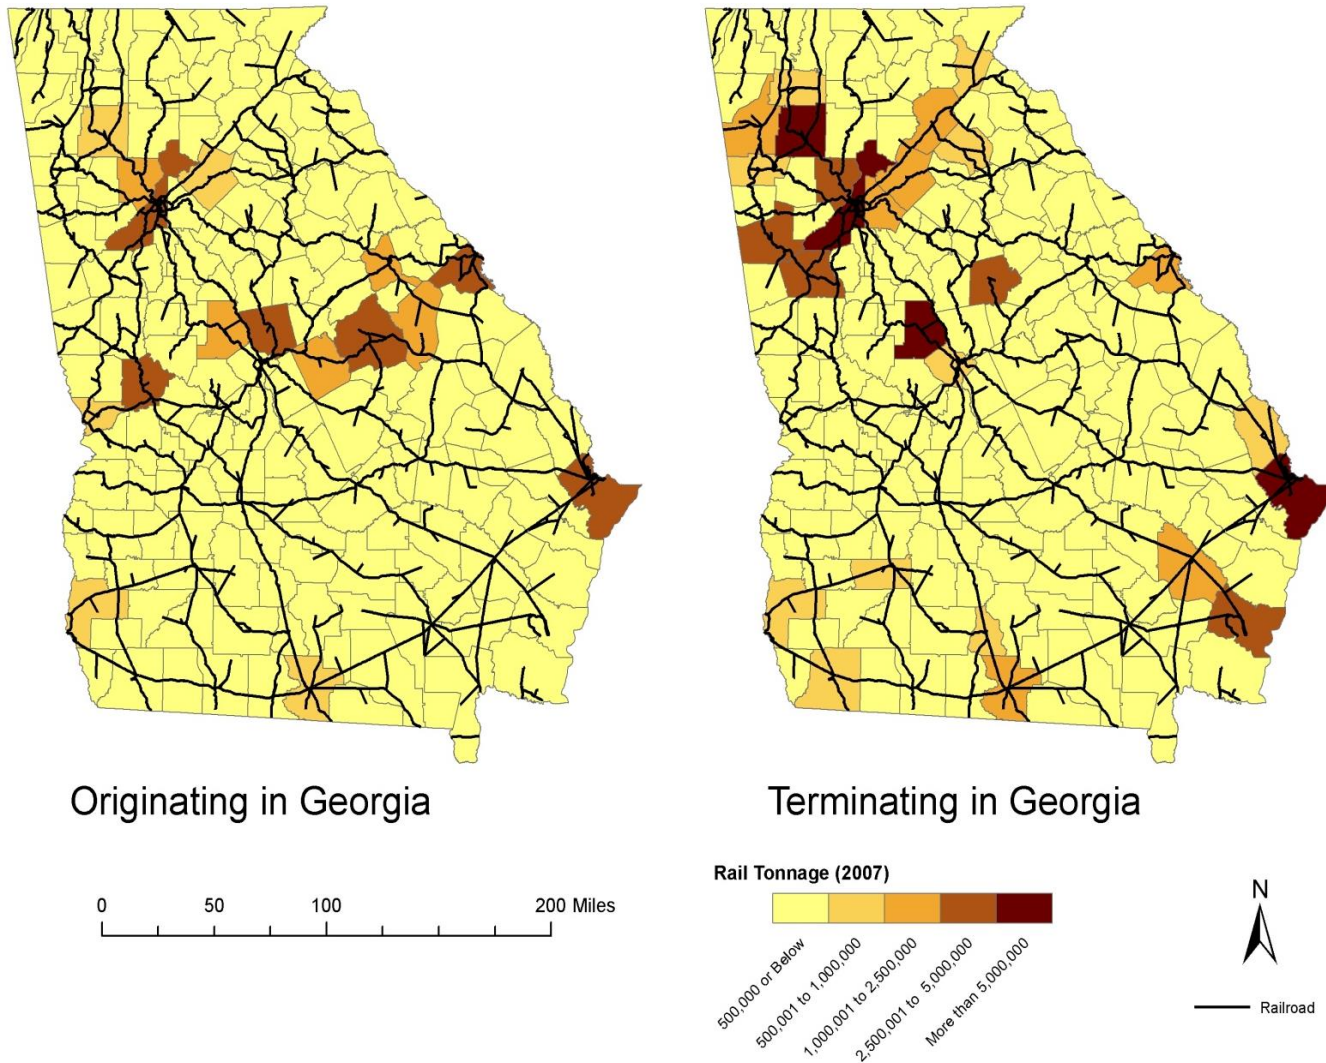 Originating in Georgia
Terminating in Georgia
0 50 100 200 Miles
Rail Tonnage (2007)
500,000 or Below
500,001 to 1,000,000
1,000,001 to 2,500,000
2,500,001 to 5,000,000
More than 5,000,000
N
Railroad